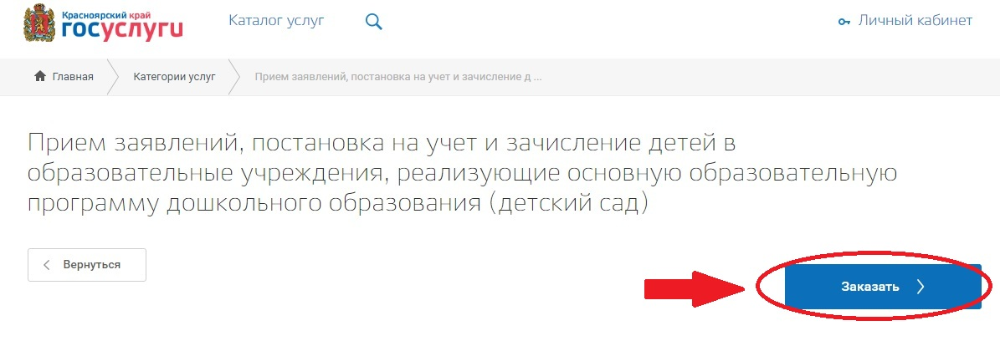 Красноярский край
госуслуги
Каталог услуг
Личный кабинет
Главная
Категории услуг
Прием заявлений, постановка на учет и зачисление д ...
Прием заявлений, постановка на учет и зачисление детей в
образовательные учреждения, реализующие основную образовательную
программу дошкольного образования (детский сад)
Вернуться
Заказать